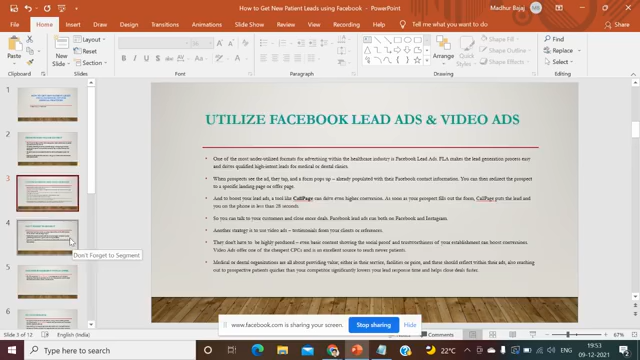 How to Get New Patient Leads using Facebook - PowerPoint
Madhur Bajaj
MB
File Home Insert Draw Design Transitions Animations Slide Show Review View Recording Help Tell me what you want to do
Paste
New
Slide
Layout
Reset
Section
Arrange
Quick
Styles
Shape Fill
Shape Outline
Shape Effects
Find
Replace
Select
Clipboard
Slides
Font
Paragraph
Drawing
Editing
1
2
3
4
Don't Forget to Segment
5
6
UTILIZE FACEBOOK LEAD ADS & VIDEO ADS
• One of the most under-utilized formats for advertising within the healthcare industry is Facebook Lead Ads. FLA makes the lead generation process easy
and drives qualified high-intent leads for medical or dental clinics.
• When prospects see the ad, they tap, and a form pops up – already populated with their Facebook contact information. You can then redirect the prospect
to a specific landing page or offer page.
• And to boost your lead ads, a tool like CallPage can drive even higher conversion. As soon as your prospect fills out the form, CallPage puts the lead and
you on the phone in less than 28 seconds.
• So you can talk to your customers and close more deals. Facebook lead ads run both on Facebook and Instagram.
• Another strategy is to use video ads – testimonials from your clients or references.
• They don't have to be highly produced – even basic content showing the social proof and trustworthiness of your establishment can boost conversions.
Video Ads offer one of the cheapest CPCs and is an excellent source to reach newer patients.
• Medical or dental organizations are all about providing value; either in their service, facilities or point, and these should reflect within their ads, also reaching
out to prospective patients quicker than your competitors significantly lowers your lead response time and helps close deals faster.
www.facebook.com is sharing your screen.
Stop sharing
Hide
Slide 3 of 12
English (India)
Comments
67%
Type here to search
22°C
ENG
19:53
09-12-2021